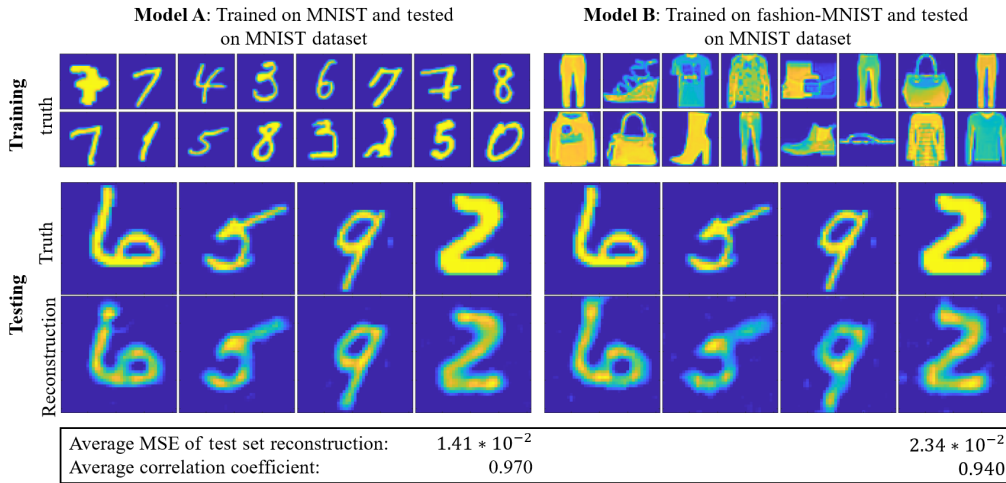 Model A: Trained on MNIST and tested
on MNIST dataset
Model B: Trained on fashion-MNIST and tested
on MNIST dataset
Training
truth
Testing
Truth
Reconstruction
Average MSE of test set reconstruction: 1.41 * 10⁻² 2.34 * 10⁻²
Average correlation coefficient: 0.970 0.940